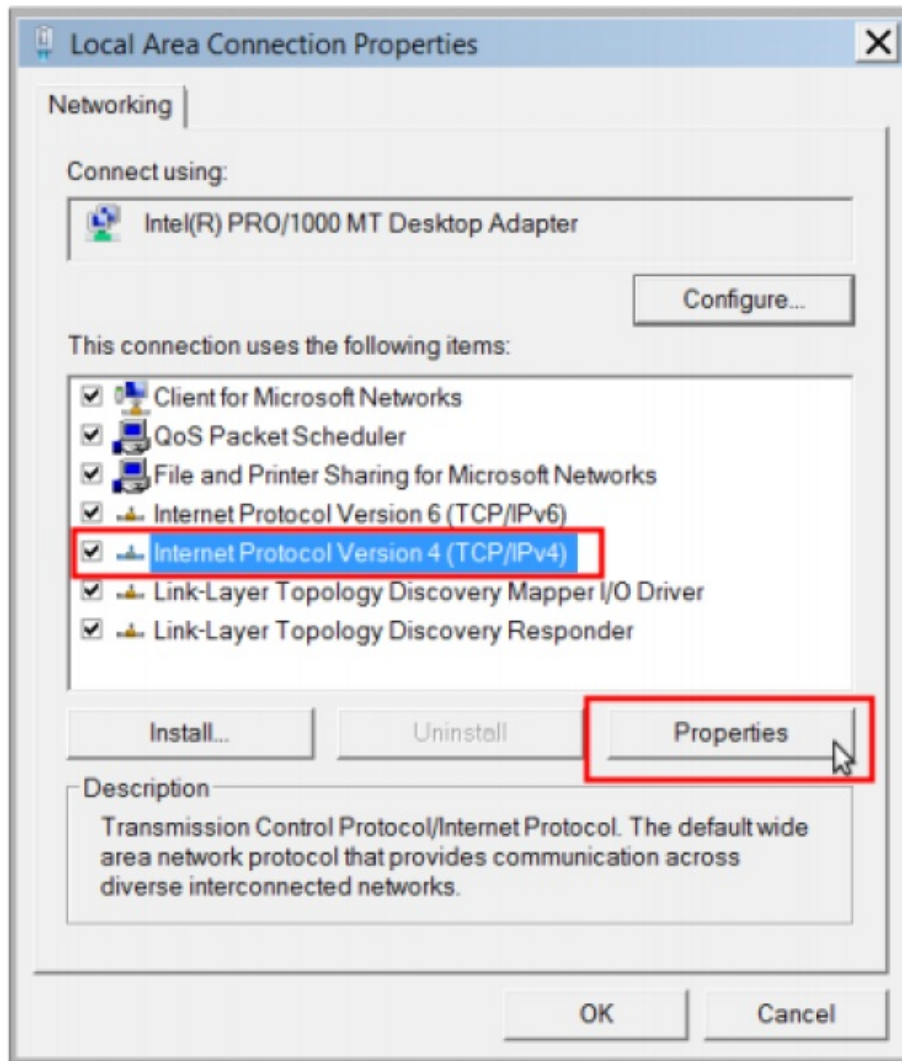 Local Area Connection Properties
Networking
Connect using:
Intel(R) PRO/1000 MT Desktop Adapter
Configure...
This connection uses the following items:
Client for Microsoft Networks
QoS Packet Scheduler
File and Printer Sharing for Microsoft Networks
Internet Protocol Version 6 (TCP/IPv6)
Internet Protocol Version 4 (TCP/IPv4)
Link-Layer Topology Discovery Mapper I/O Driver
Link-Layer Topology Discovery Responder
Install... Uninstall Properties
Description
Transmission Control Protocol/Internet Protocol. The default wide
area network protocol that provides communication across
diverse interconnected networks.
OK Cancel